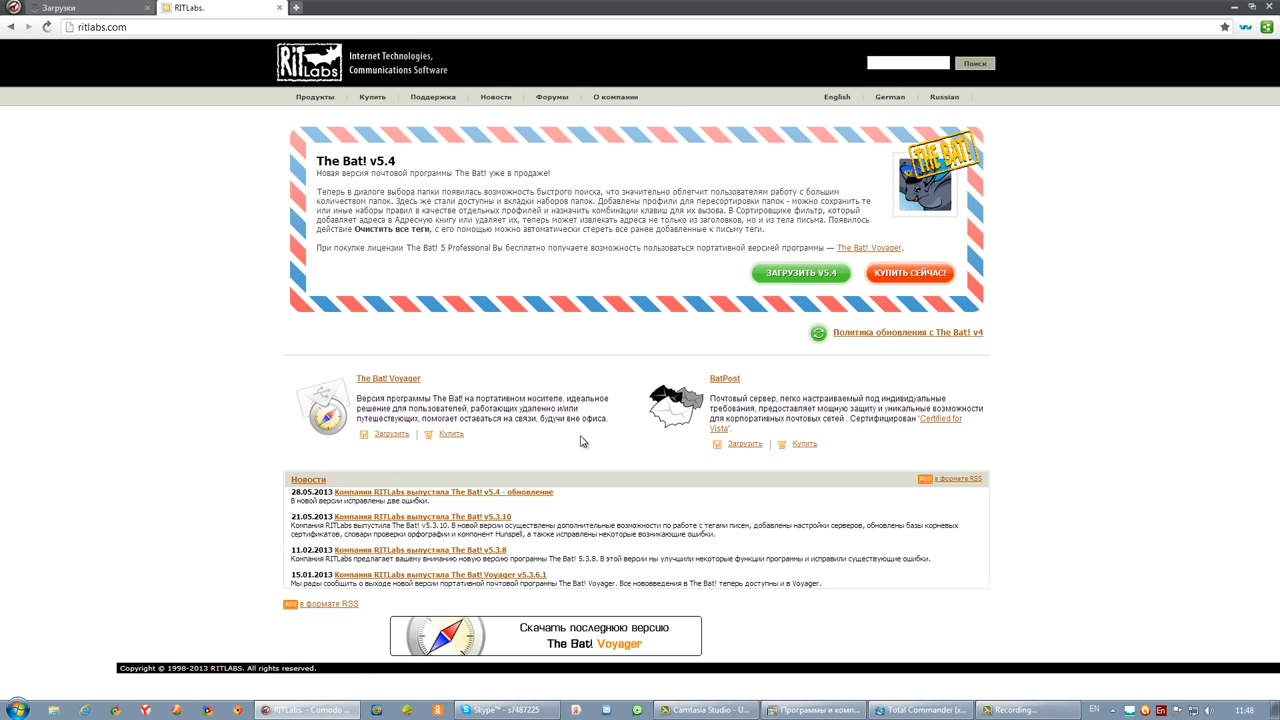 Загрузки
RITLabs.
ritlabs.com
RiT Labs
Internet Technologies,
Communications Software
Поиск
Продукты
Купить
Поддержка
Новости
Форумы
О компании
English
German
Russian
The Bat! v5.4
THE BAT!
Новая версия почтовой программы The Bat! уже в продаже!
Теперь в диалоге выбора папки появилась возможность быстрого поиска, что значительно облегчит пользователям работу с большим
количеством папок. Здесь же стали доступны и вкладки наборов папок. Добавлены профили для пересортировки папок - можно сохранить те
или иные наборы правил в качестве отдельных профилей и назначить комбинации клавиш для их вызова. В Сортировщике фильтр, который
добавляет адреса в Адресную книгу или удаляет их, теперь может извлекать адреса не только из заголовков, но и из тела письма. Появилось
действие Очистить все теги, с его помощью можно автоматически стереть все ранее добавленные к письму теги.
При покупке лицензии The Bat! 5 Professional Вы бесплатно получаете возможность пользоваться портативной версией программы — The Bat! Voyager.
ЗАГРУЗИТЬ V5.4
КУПИТЬ СЕЙЧАС!
Политика обновления с The Bat! v4
The Bat! Voyager
Версия программы The Bat! на портативном носителе, идеальное
решение для пользователей, работающих удаленно и/или
путешествующих, помогает оставаться на связи, будучи вне офиса.
Загрузить
Купить
BatPost
Почтовый сервер, легко настраиваемый под индивидуальные
требования, предоставляет мощную защиту и уникальные возможности
для корпоративных почтовых сетей . Сертифицирован 'Certified for
Vista'.
Загрузить
Купить
Новости
RSS в формате RSS
28.05.2013 Компания RITLabs выпустила The Bat! v5.4 - обновление
В новой версии исправлены две ошибки.
21.05.2013 Компания RITLabs выпустила The Bat! v5.3.10
Компания RITLabs выпустила The Bat! v5.3.10. В новой версии осуществлены дополнительные возможности по работе с тегами писем, добавлены настройки серверов, обновлены базы корневых
сертификатов, словари проверки орфографии и компонент Hunspell, а также исправлены некоторые возникающие ошибки.
11.02.2013 Компания RITLabs выпустила The Bat! v5.3.8
Компания RITLabs предлагает вашему вниманию новую версию программы The Bat! 5.3.8. В этой версии мы улучшили некоторые функции программы и исправили существующие ошибки.
15.01.2013 Компания RITLabs выпустила The Bat! Voyager v5.3.6.1
Мы рады сообщить о выходе новой версии портативной почтовой программы The Bat! Voyager. Все нововведения в The Bat! теперь доступны и в Voyager.
RSS в формате RSS
Скачать последнюю версию
The Bat! Voyager
Copyright © 1998-2013 RITLABS. All rights reserved.
RITLabs. - Comodo ...
Skype™ - s7487225
Camtasia Studio - U...
Программы и комп...
Total Commander (x...
Recording...
EN
En
11:48